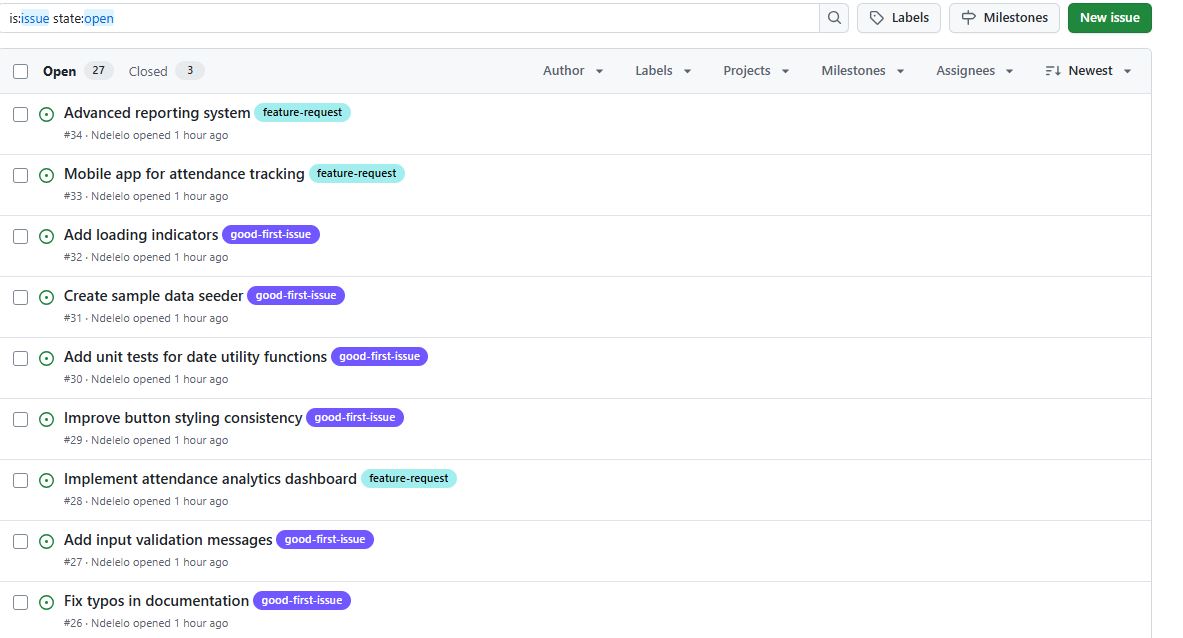 is:issue state:open
Labels
Milestones
New issue
Open 27 Closed 3 Author Labels Projects Milestones Assignees Newest
Advanced reporting system feature-request
#34 · Ndelelo opened 1 hour ago
Mobile app for attendance tracking feature-request
#33 · Ndelelo opened 1 hour ago
Add loading indicators good-first-issue
#32 · Ndelelo opened 1 hour ago
Create sample data seeder good-first-issue
#31 · Ndelelo opened 1 hour ago
Add unit tests for date utility functions good-first-issue
#30 · Ndelelo opened 1 hour ago
Improve button styling consistency good-first-issue
#29 · Ndelelo opened 1 hour ago
Implement attendance analytics dashboard feature-request
#28 · Ndelelo opened 1 hour ago
Add input validation messages good-first-issue
#27 · Ndelelo opened 1 hour ago
Fix typos in documentation good-first-issue
#26 · Ndelelo opened 1 hour ago